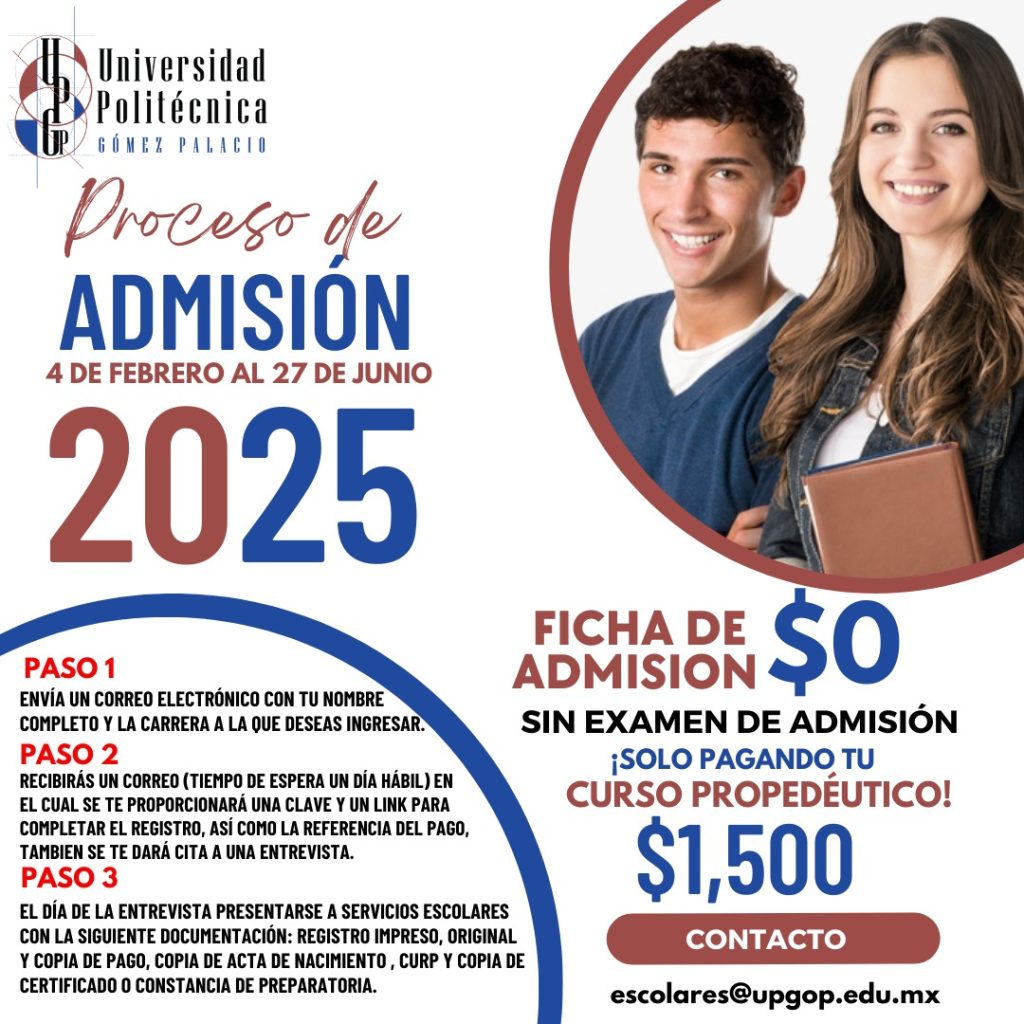 UPGP
Universidad
Politécnica
GÓMEZ PALACIO
Proceso de
ADMISIÓN
4 DE FEBRERO AL 27 DE JUNIO
2025
PASO 1
ENVÍA UN CORREO ELECTRÓNICO CON TU NOMBRE
COMPLETO Y LA CARRERA A LA QUE DESEAS INGRESAR.
PASO 2
RECIBIRÁS UN CORREO (TIEMPO DE ESPERA UN DÍA HÁBIL) EN
EL CUAL SE TE PROPORCIONARÁ UNA CLAVE Y UN LINK PARA
COMPLETAR EL REGISTRO, ASÍ COMO LA REFERENCIA DEL PAGO,
TAMBIEN SE TE DARÁ CITA A UNA ENTREVISTA.
PASO 3
EL DÍA DE LA ENTREVISTA PRESENTARSE A SERVICIOS ESCOLARES
CON LA SIGUIENTE DOCUMENTACIÓN: REGISTRO IMPRESO, ORIGINAL
Y COPIA DE PAGO, COPIA DE ACTA DE NACIMIENTO , CURP Y COPIA DE
CERTIFICADO O CONSTANCIA DE PREPARATORIA.
FICHA DE
ADMISION $0
SIN EXAMEN DE ADMISIÓN
¡SOLO PAGANDO TU
CURSO PROPEDÉUTICO!
$1,500
CONTACTO
escolares@upgop.edu.mx